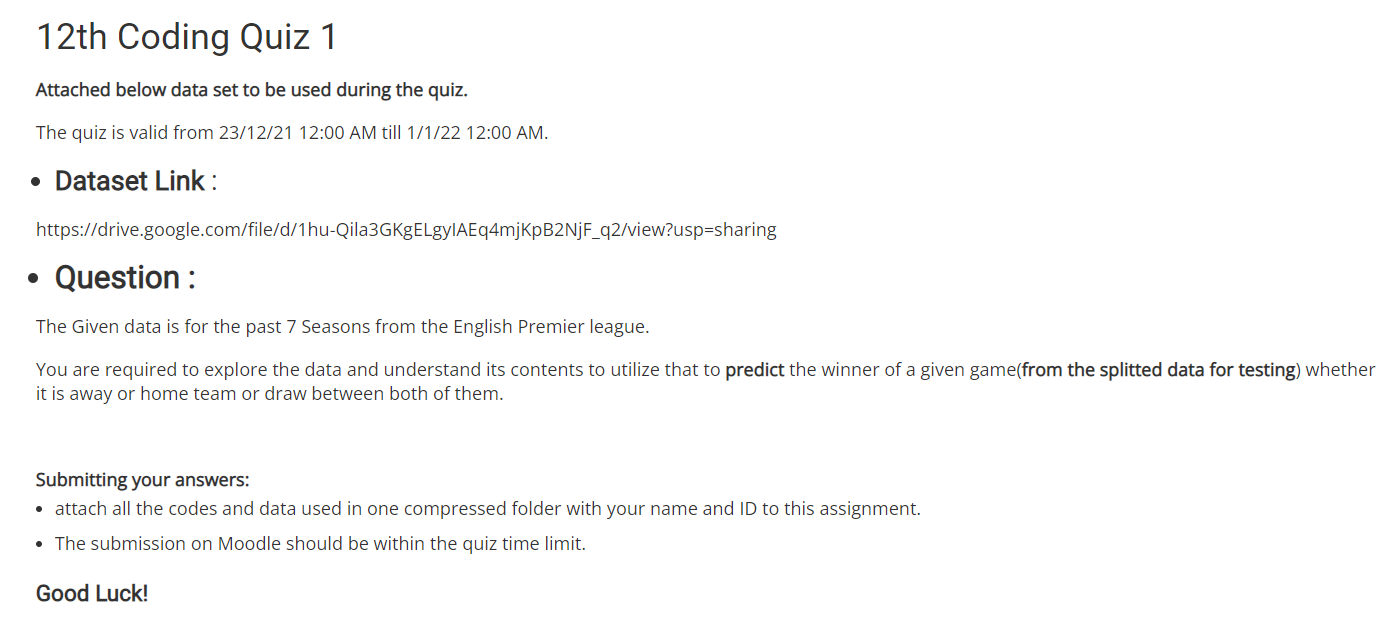 12th Coding Quiz 1
Attached below data set to be used during the quiz.
The quiz is valid from 23/12/21 12:00 AM till 1/1/22 12:00 AM.
• Dataset Link :
https://drive.google.com/file/d/1hu-Qila3GKgELgyIAEq4mjKpB2NjF_q2/view?usp=sharing
• Question :
The Given data is for the past 7 Seasons from the English Premier league.
You are required to explore the data and understand its contents to utilize that to predict the winner of a given game(from the splitted data for testing) whether
it is away or home team or draw between both of them.
Submitting your answers:
• attach all the codes and data used in one compressed folder with your name and ID to this assignment.
• The submission on Moodle should be within the quiz time limit.
Good Luck!